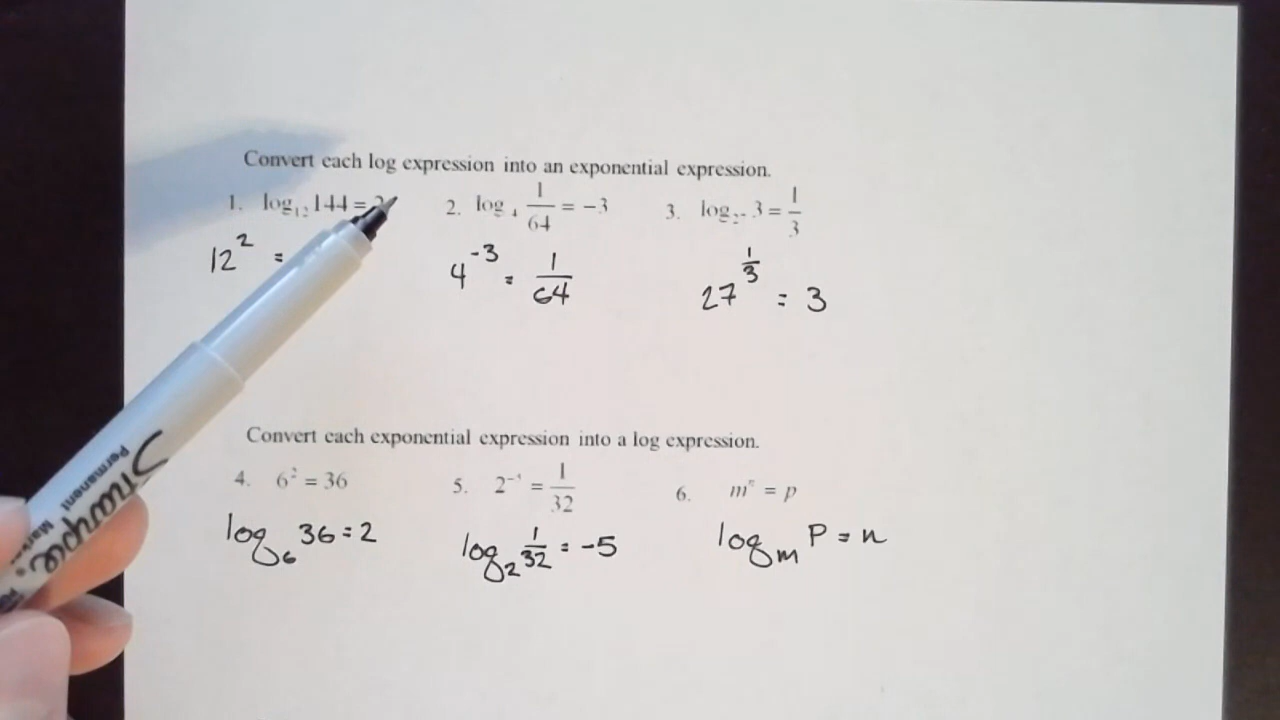 Convert each log expression into an exponential expression.
1. log₁₂ 144 = 2. log₄ 1/64 = −3 3. log₂₇ 3 = 1/3
12² = 4⁻³ = 1/64 27^(1/3) = 3
Convert each exponential expression into a log expression.
4. 6² = 36 5. 2⁻⁵ = 1/32 6. mⁿ = p
log₆ 36 = 2 log₂ 1/32 = -5 logₘ P = n
Sharpie.
Permanent Marker